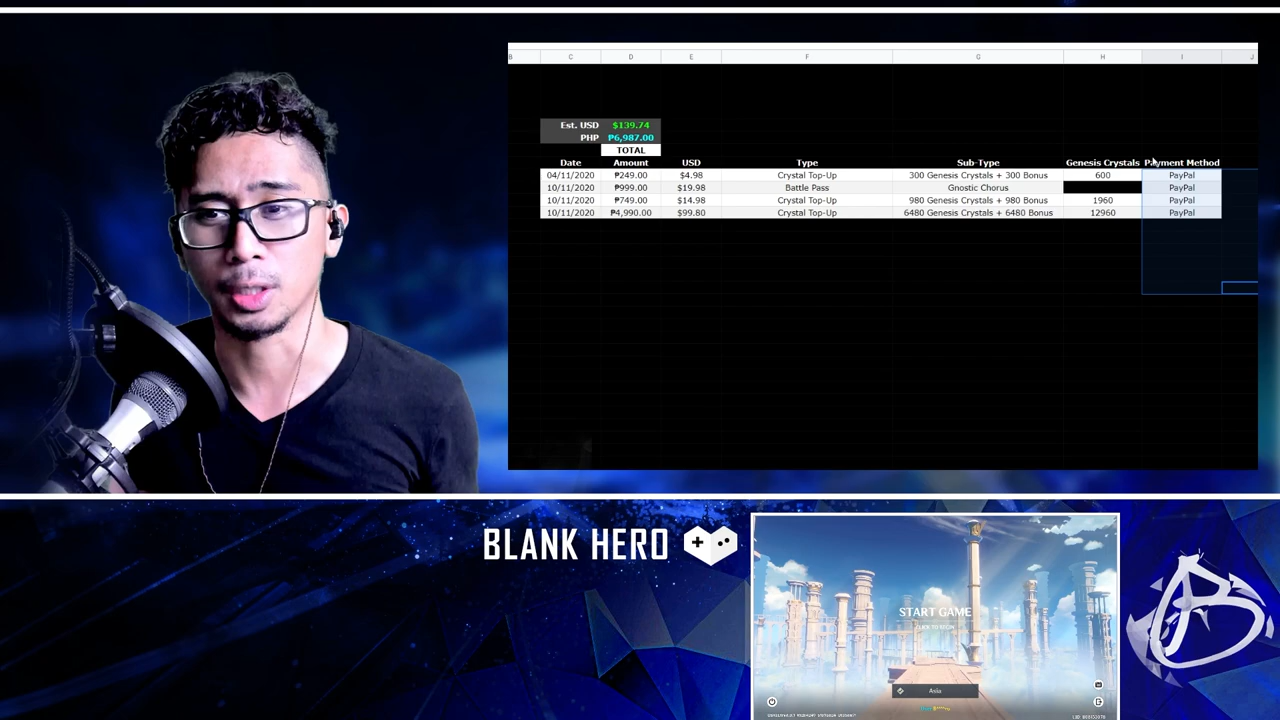 B C D E F G H I J
Est. USD $139.74
PHP ₱6,987.00
TOTAL
Date Amount USD Type Sub-Type Genesis Crystals Payment Method
04/11/2020 ₱249.00 $4.98 Crystal Top-Up 300 Genesis Crystals + 300 Bonus 600 PayPal
10/11/2020 ₱999.00 $19.98 Battle Pass Gnostic Chorus PayPal
10/11/2020 ₱749.00 $14.98 Crystal Top-Up 980 Genesis Crystals + 980 Bonus 1960 PayPal
10/11/2020 ₱4,990.00 $99.80 Crystal Top-Up 6480 Genesis Crystals + 6480 Bonus 12960 PayPal
BLANK HERO
START GAME
Asia
B